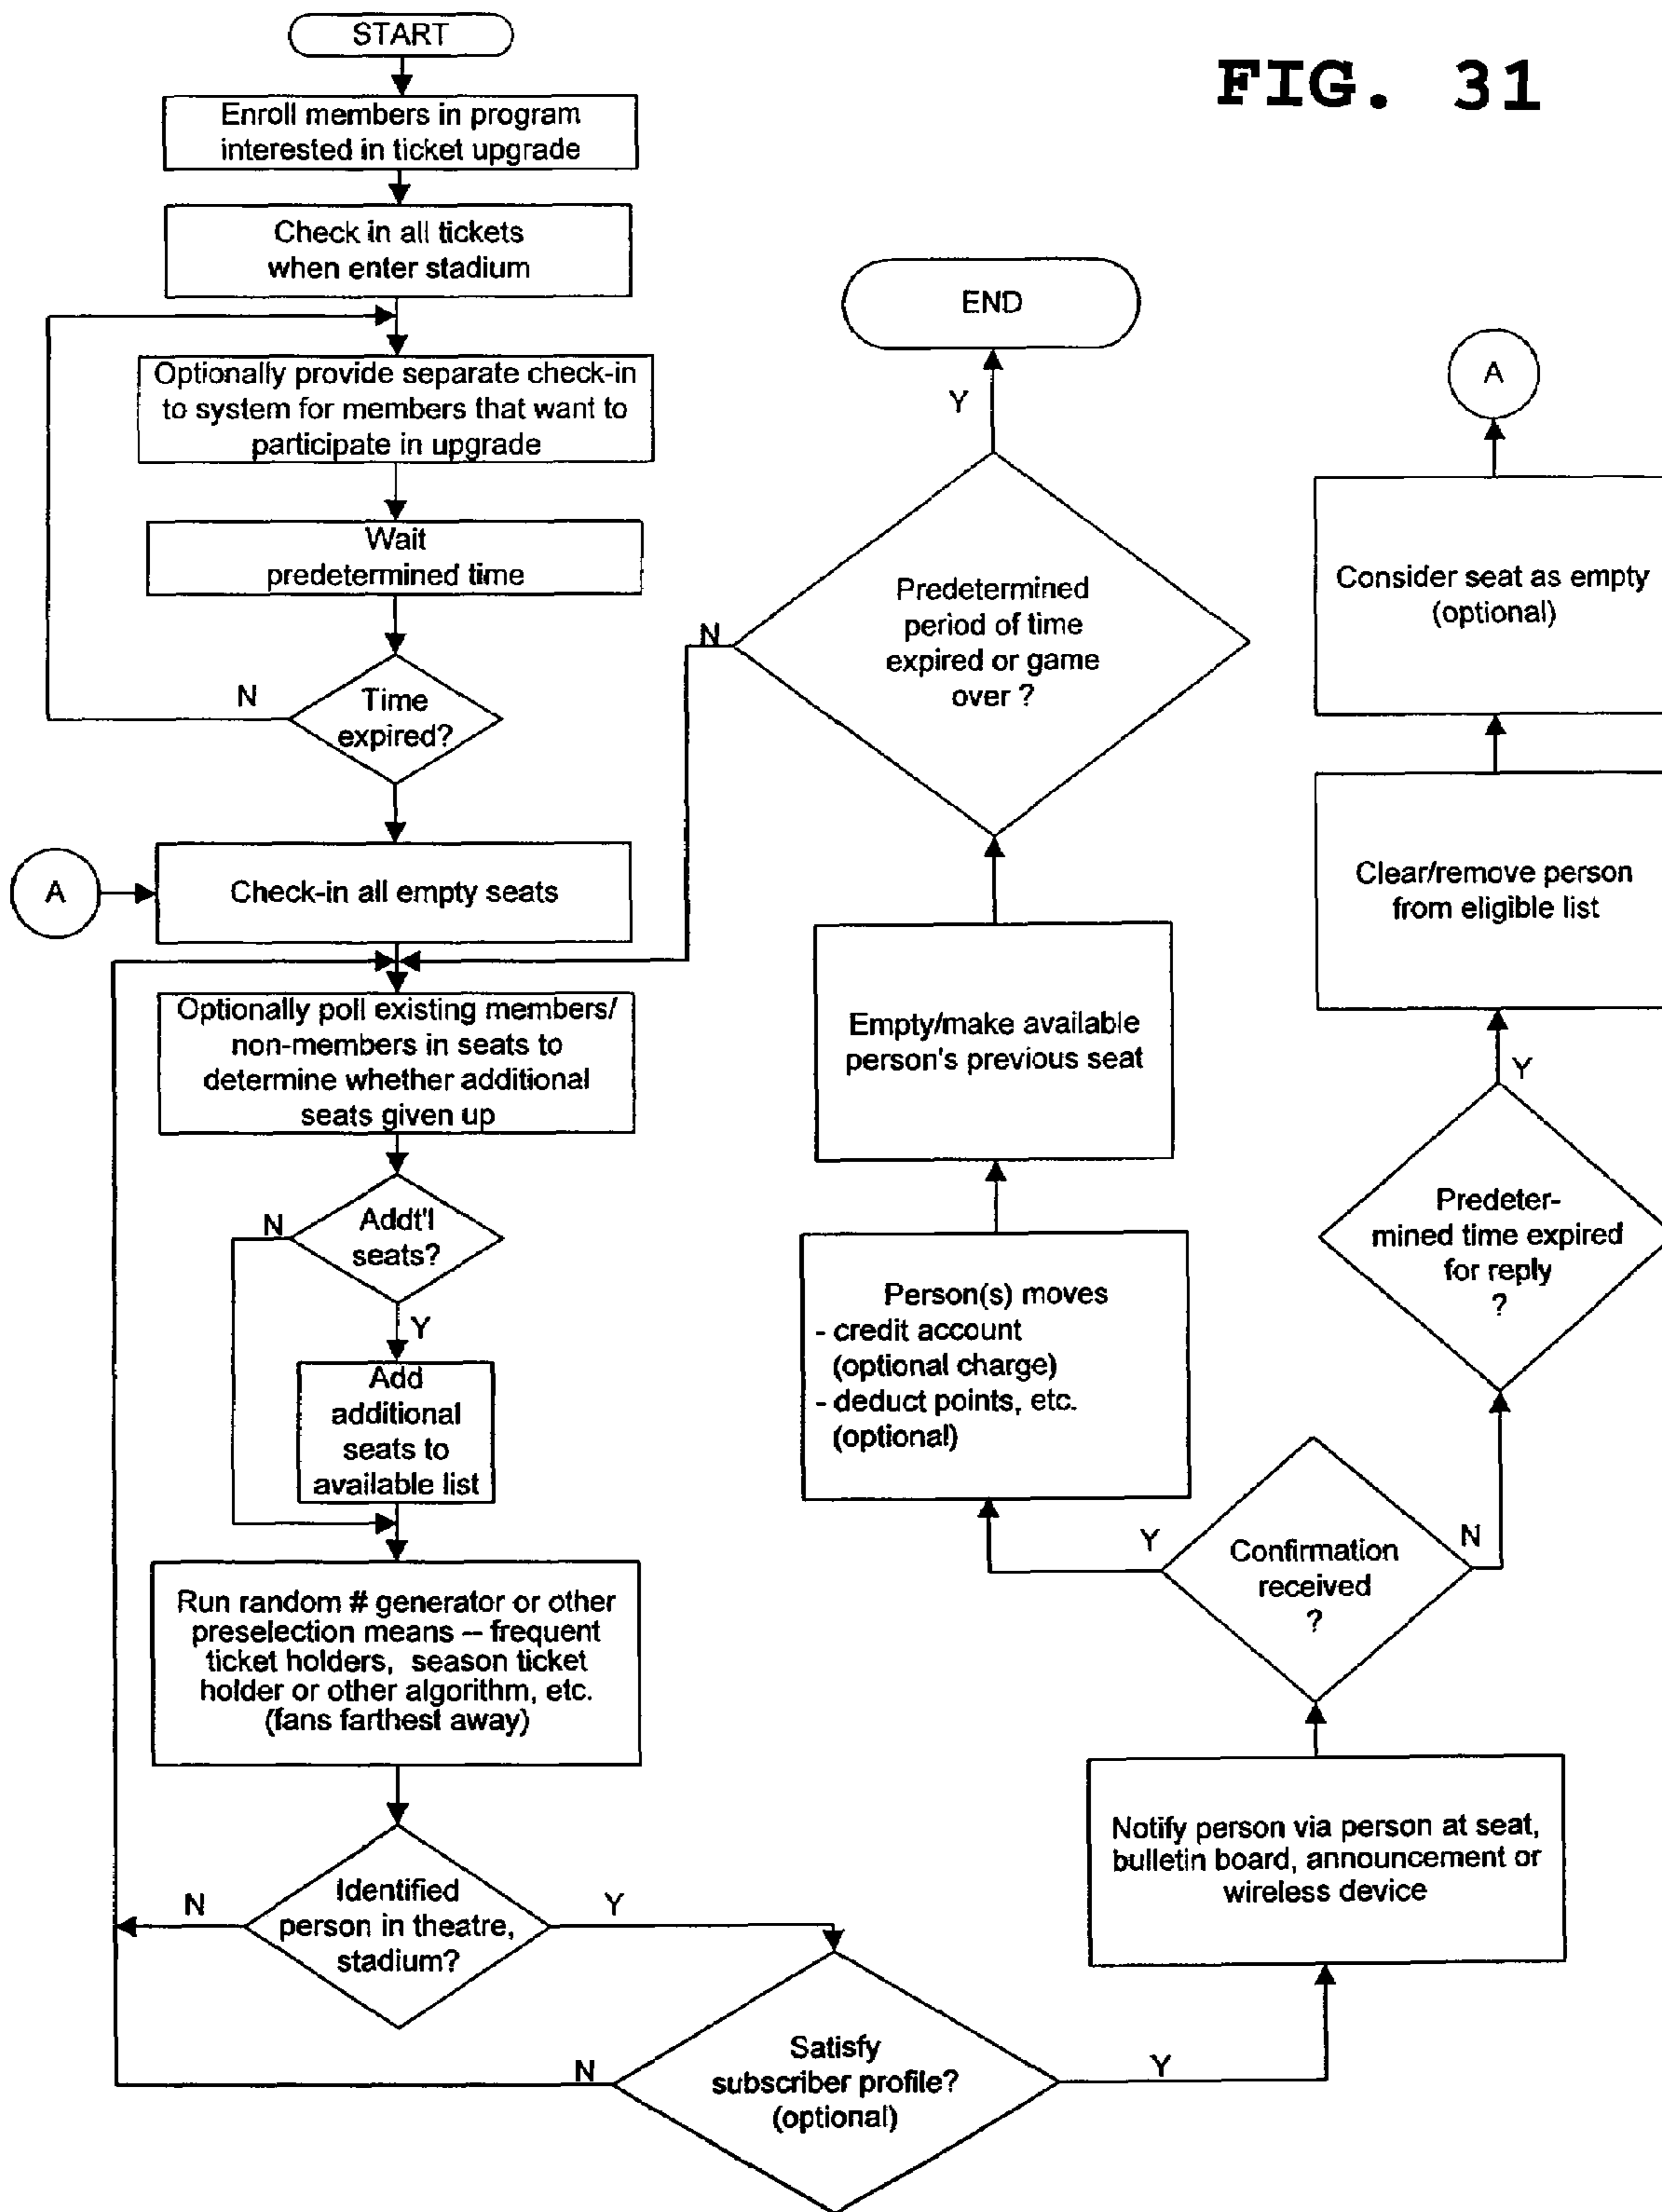 FIG. 31
START
Enroll members in program
interested in ticket upgrade
Check in all tickets
when enter stadium
Optionally provide separate check-in
to system for members that want to
participate in upgrade
Wait
predetermined time
N
Time
expired?
A
Check-in all empty seats
Optionally poll existing members/
non-members in seats to
determine whether additional
seats given up
N
Addt'l
seats?
Y
Add
additional
seats to
available list
Run random # generator or other
preselection means – frequent
ticket holders, season ticket
holder or other algorithm, etc.
(fans farthest away)
N
Identified
person in theatre,
stadium?
Y
N
Satisfy
subscriber profile?
(optional)
Y
Notify person via person at seat,
bulletin board, announcement or
wireless device
Y
Confirmation
received
?
N
Person(s) moves
- credit account
(optional charge)
- deduct points, etc.
(optional)
Empty/make available
person's previous seat
N
Predetermined
period of time
expired or game
over ?
Y
END
Predeter-
mined time expired
for reply
?
Y
Clear/remove person
from eligible list
Consider seat as empty
(optional)
A